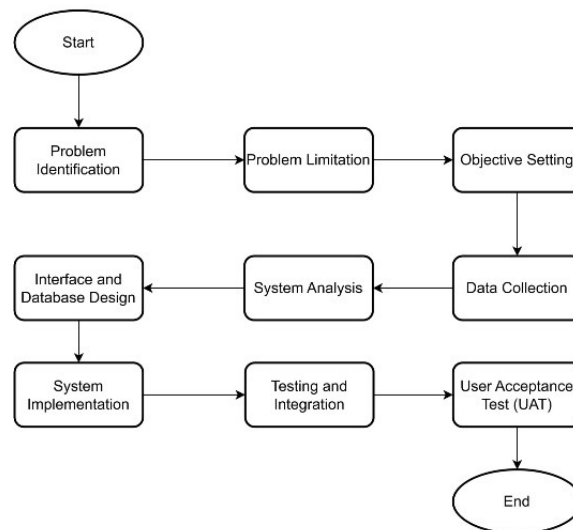 Start
Problem
Identification
Problem Limitation
Objective Setting
Data Collection
System Analysis
Interface and
Database Design
System
Implementation
Testing and
Integration
User Acceptance
Test (UAT)
End